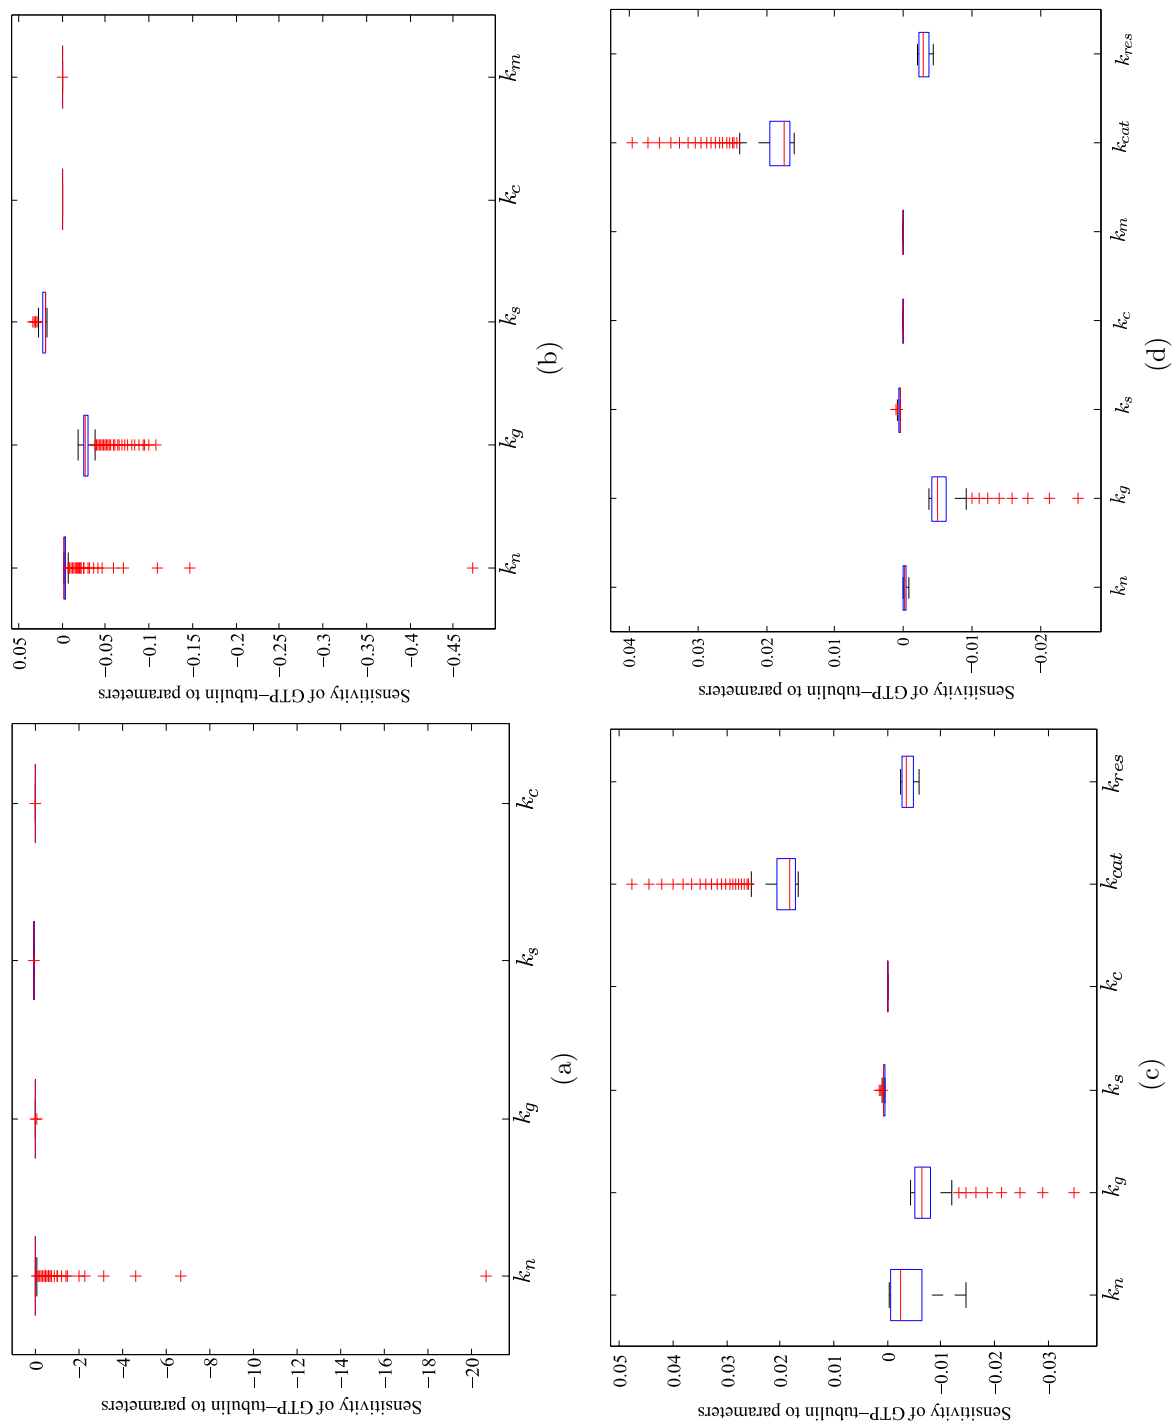 0.05
0
−0.05
−0.1
−0.15
−0.2
−0.25
−0.3
−0.35
−0.4
−0.45
Sensitivity of GTP−tubulin to parameters
k_n
k_g
k_s
k_c
k_m
(b)
0.04
0.03
0.02
0.01
0
−0.01
−0.02
Sensitivity of GTP−tubulin to parameters
k_n
k_g
k_s
k_c
k_m
k_cat
k_res
(d)
0
−2
−4
−6
−8
−10
−12
−14
−16
−18
−20
Sensitivity of GTP−tubulin to parameters
k_n
k_g
k_s
k_c
(a)
0.05
0.04
0.03
0.02
0.01
0
−0.01
−0.02
−0.03
Sensitivity of GTP−tubulin to parameters
k_n
k_g
k_s
k_c
k_cat
k_res
(c)